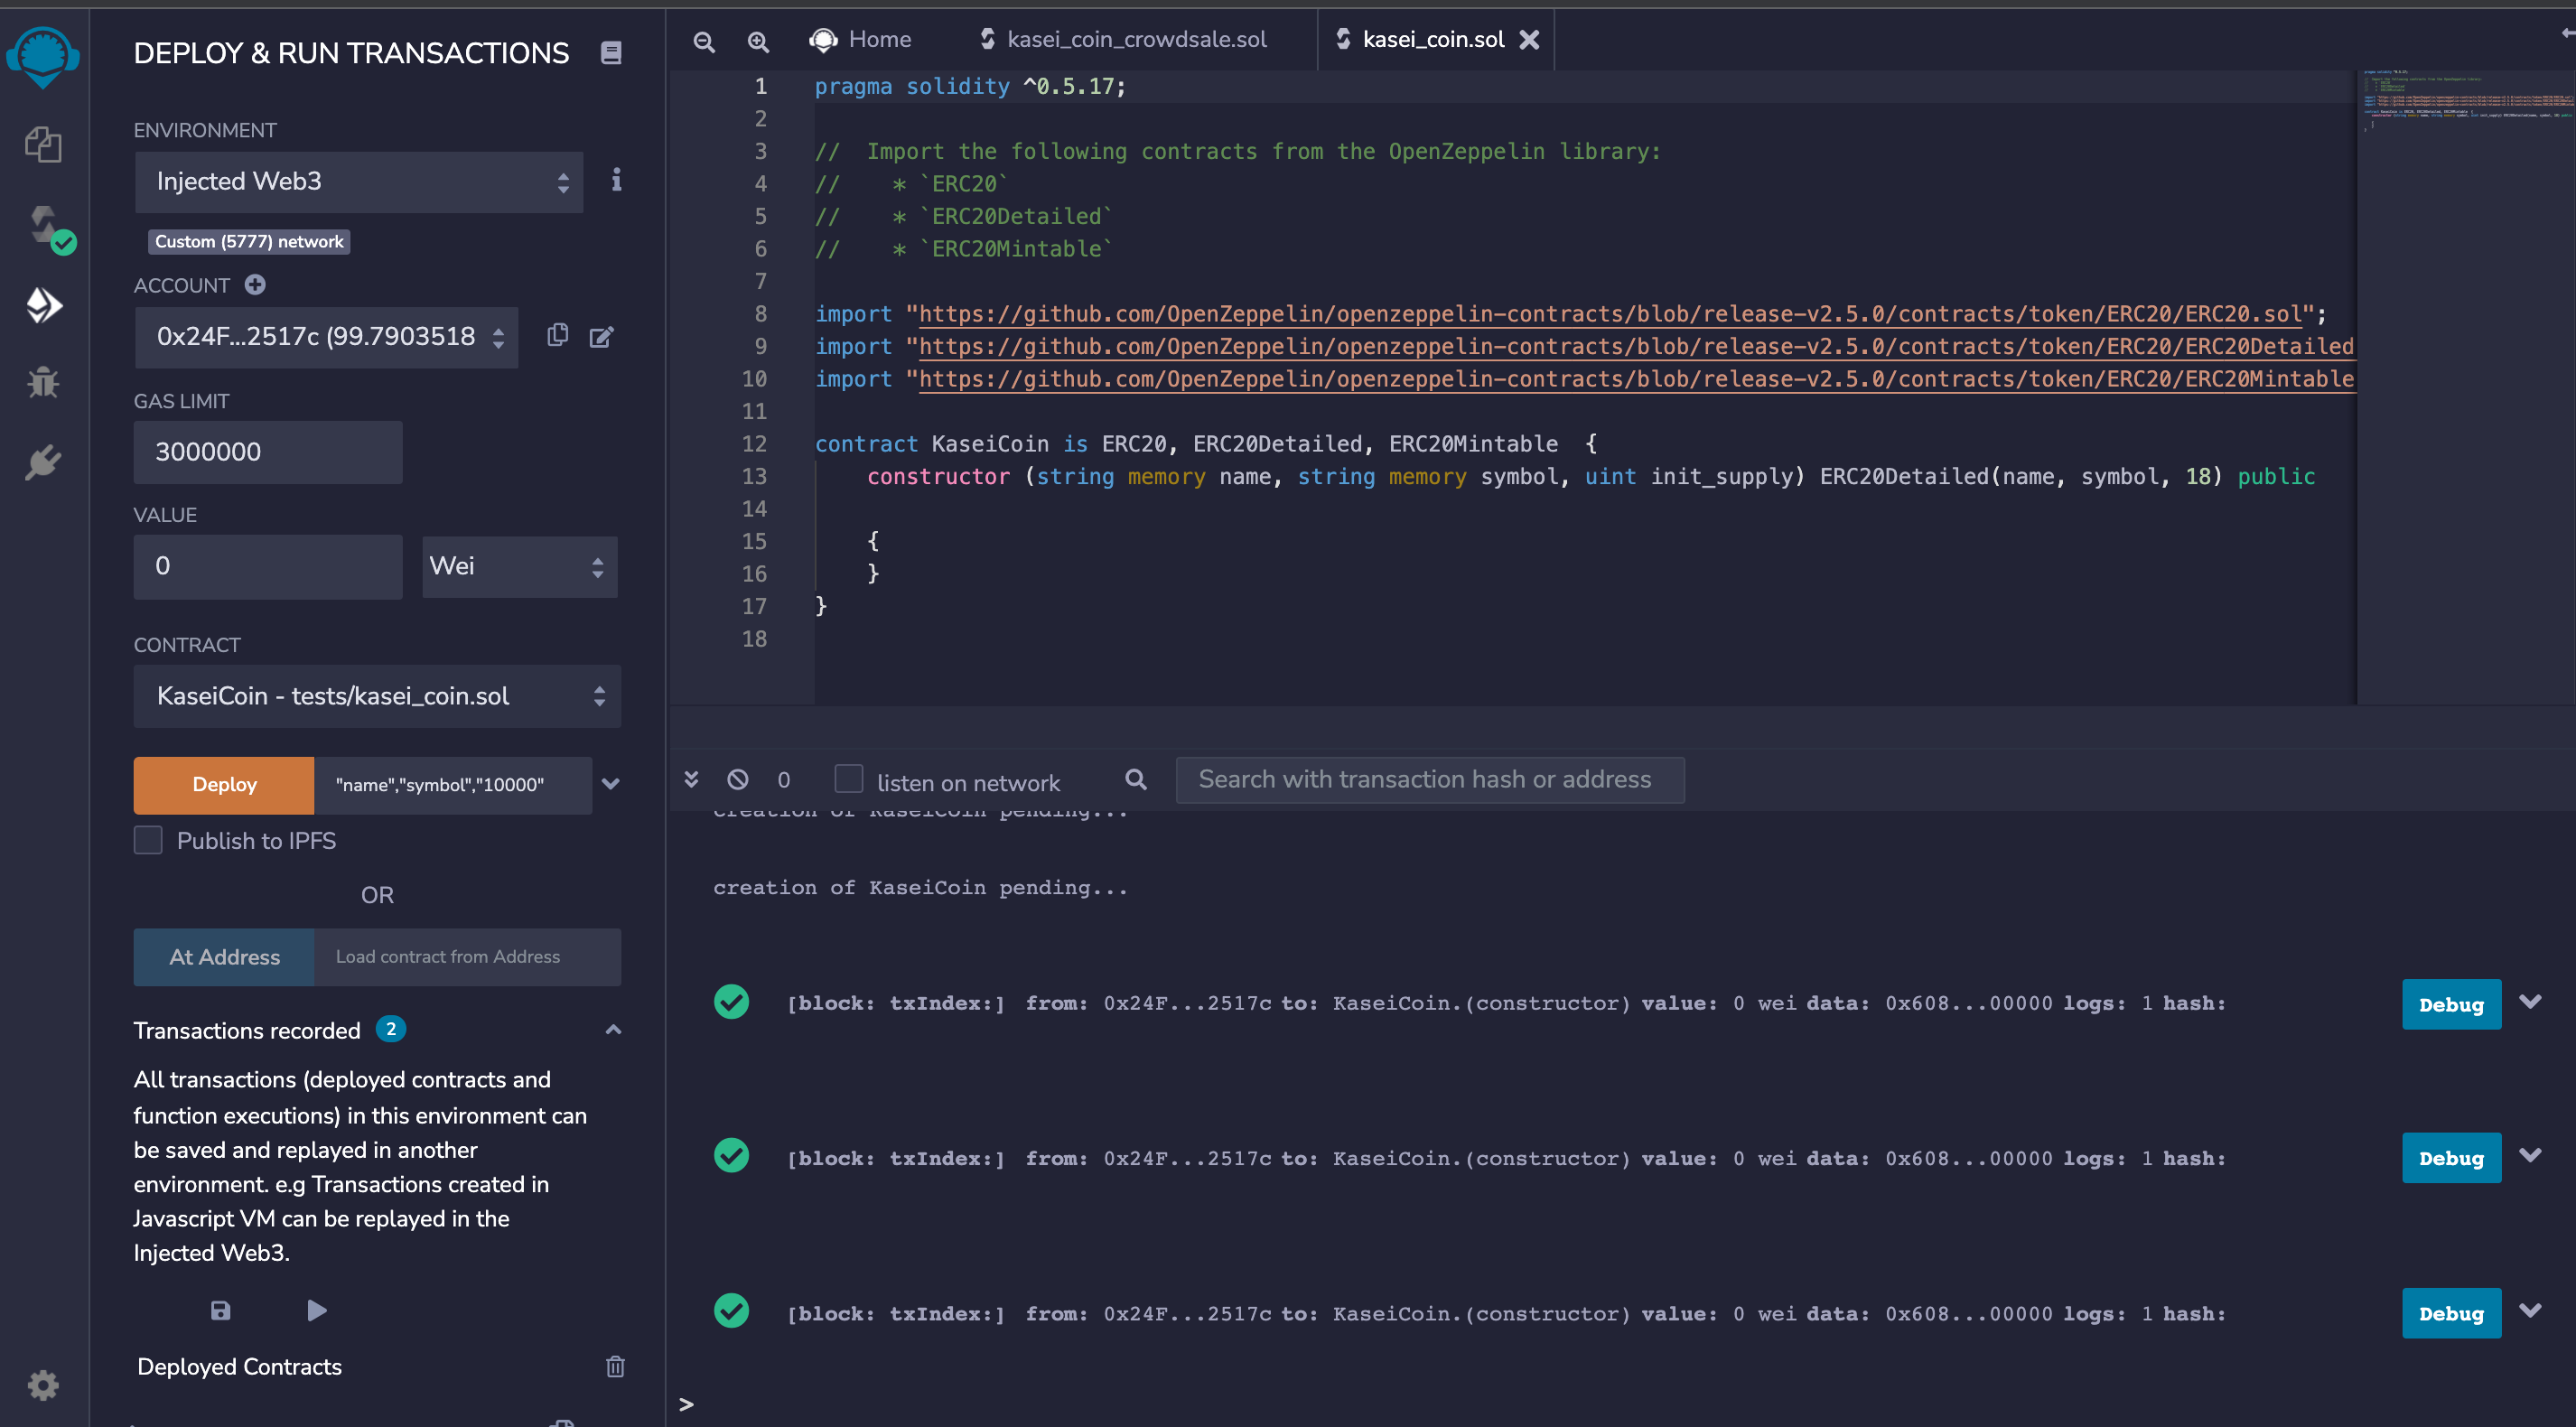 DEPLOY & RUN TRANSACTIONS
ENVIRONMENT
Injected Web3
Custom (5777) network
ACCOUNT
0x24F...2517c (99.7903518
GAS LIMIT
3000000
VALUE
0
Wei
CONTRACT
KaseiCoin - tests/kasei_coin.sol
Deploy
"name","symbol","10000"
Publish to IPFS
OR
At Address
Load contract from Address
Transactions recorded 2
All transactions (deployed contracts and
function executions) in this environment can
be saved and replayed in another
environment. e.g Transactions created in
Javascript VM can be replayed in the
Injected Web3.
Deployed Contracts
Home
kasei_coin_crowdsale.sol
kasei_coin.sol
1 pragma solidity ^0.5.17;
2
3 //  Import the following contracts from the OpenZeppelin library:
4 //    * `ERC20`
5 //    * `ERC20Detailed`
6 //    * `ERC20Mintable`
7
8 import "https://github.com/OpenZeppelin/openzeppelin-contracts/blob/release-v2.5.0/contracts/token/ERC20/ERC20.sol";
9 import "https://github.com/OpenZeppelin/openzeppelin-contracts/blob/release-v2.5.0/contracts/token/ERC20/ERC20Detailed
10 import "https://github.com/OpenZeppelin/openzeppelin-contracts/blob/release-v2.5.0/contracts/token/ERC20/ERC20Mintable
11
12 contract KaseiCoin is ERC20, ERC20Detailed, ERC20Mintable  {
13     constructor (string memory name, string memory symbol, uint init_supply) ERC20Detailed(name, symbol, 18) public
14
15     {
16     }
17 }
18
0
listen on network
Search with transaction hash or address
creation of KaseiCoin pending...
creation of KaseiCoin pending...
[block: txIndex:] from: 0x24F...2517c to: KaseiCoin.(constructor) value: 0 wei data: 0x608...00000 logs: 1 hash:
Debug
[block: txIndex:] from: 0x24F...2517c to: KaseiCoin.(constructor) value: 0 wei data: 0x608...00000 logs: 1 hash:
Debug
[block: txIndex:] from: 0x24F...2517c to: KaseiCoin.(constructor) value: 0 wei data: 0x608...00000 logs: 1 hash:
Debug
>